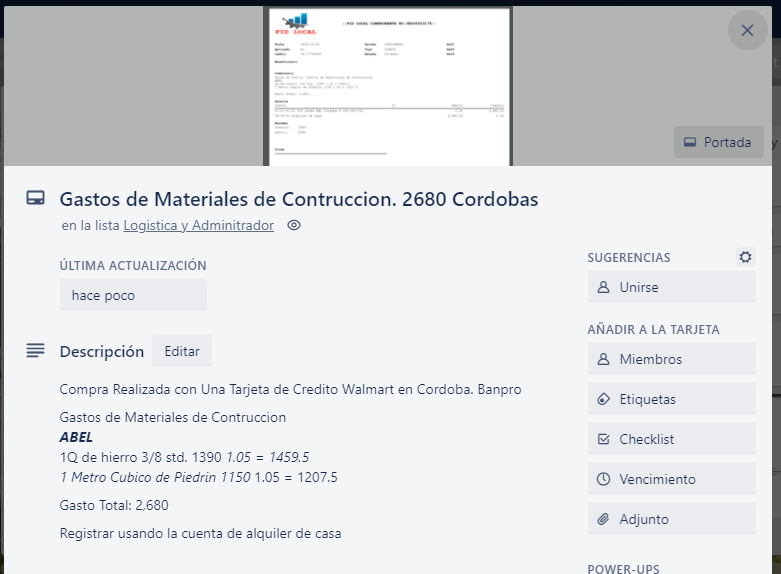 FID LOCAL
Portada
Gastos de Materiales de Contruccion. 2680 Cordobas
en la lista Logistica y Adminitrador
ÚLTIMA ACTUALIZACIÓN
hace poco
Descripción
Editar
Compra Realizada con Una Tarjeta de Credito Walmart en Cordoba. Banpro
Gastos de Materiales de Contruccion
ABEL
1Q de hierro 3/8 std. 1390 1.05 = 1459.5
1 Metro Cubico de Piedrin 1150 1.05 = 1207.5
Gasto Total: 2,680
Registrar usando la cuenta de alquiler de casa
SUGERENCIAS
Unirse
AÑADIR A LA TARJETA
Miembros
Etiquetas
Checklist
Vencimiento
Adjunto
POWER-UPS